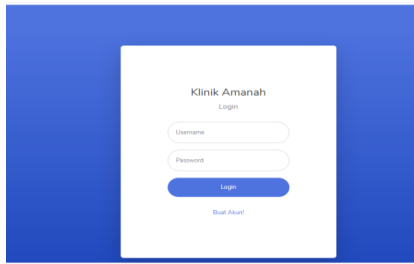 Klinik Amanah
Login
Username
Password
Login
Buat Akun!